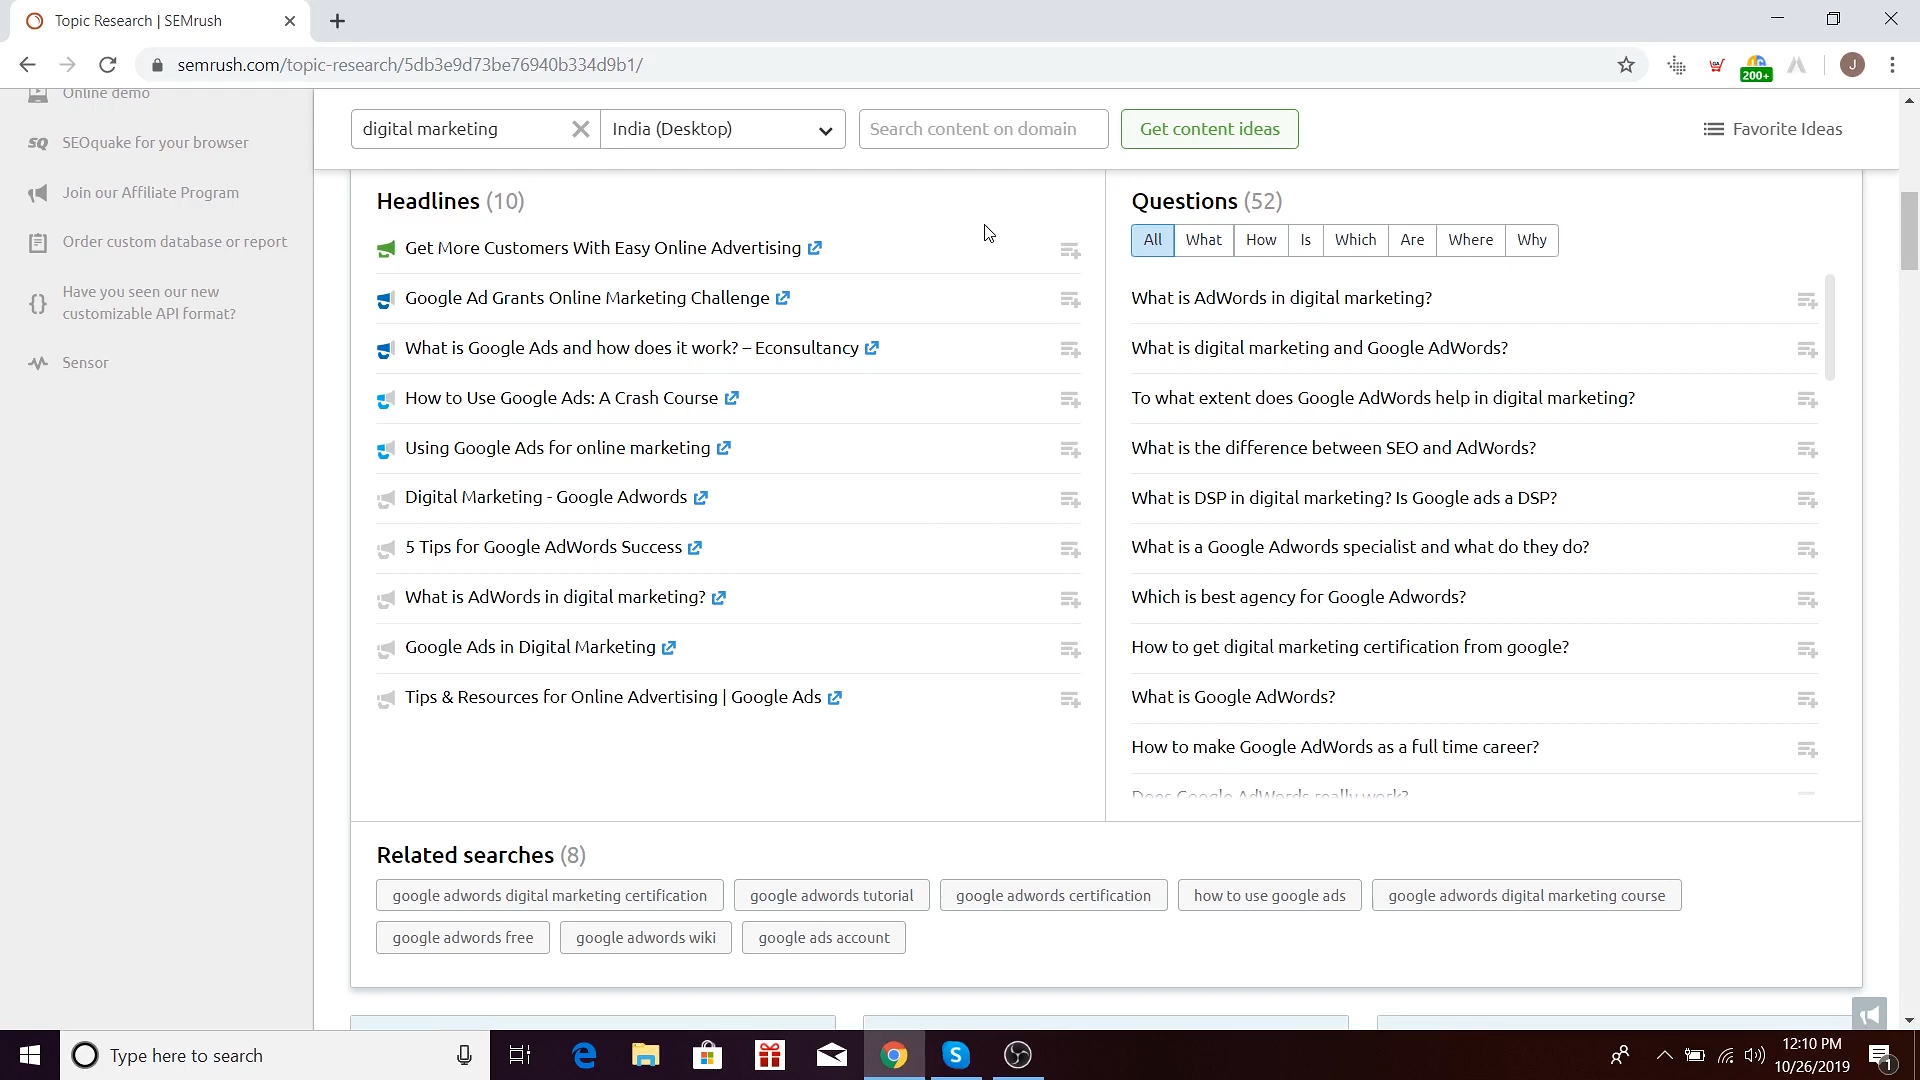 Topic Research | SEMrush
semrush.com/topic-research/5db3e9d73be76940b334d9b1/
200+
J
Online demo
SEOquake for your browser
Join our Affiliate Program
Order custom database or report
Have you seen our new
customizable API format?
Sensor
digital marketing
India (Desktop)
Search content on domain
Get content ideas
Favorite Ideas
Headlines (10)
Get More Customers With Easy Online Advertising
Google Ad Grants Online Marketing Challenge
What is Google Ads and how does it work? – Econsultancy
How to Use Google Ads: A Crash Course
Using Google Ads for online marketing
Digital Marketing - Google Adwords
5 Tips for Google AdWords Success
What is AdWords in digital marketing?
Google Ads in Digital Marketing
Tips & Resources for Online Advertising | Google Ads
Questions (52)
All What How Is Which Are Where Why
What is AdWords in digital marketing?
What is digital marketing and Google AdWords?
To what extent does Google AdWords help in digital marketing?
What is the difference between SEO and AdWords?
What is DSP in digital marketing? Is Google ads a DSP?
What is a Google Adwords specialist and what do they do?
Which is best agency for Google Adwords?
How to get digital marketing certification from google?
What is Google AdWords?
How to make Google AdWords as a full time career?
Does Google AdWords really work?
Related searches (8)
google adwords digital marketing certification google adwords tutorial google adwords certification how to use google ads google adwords digital marketing course
google adwords free google adwords wiki google ads account
Type here to search
12:10 PM
10/26/2019
1